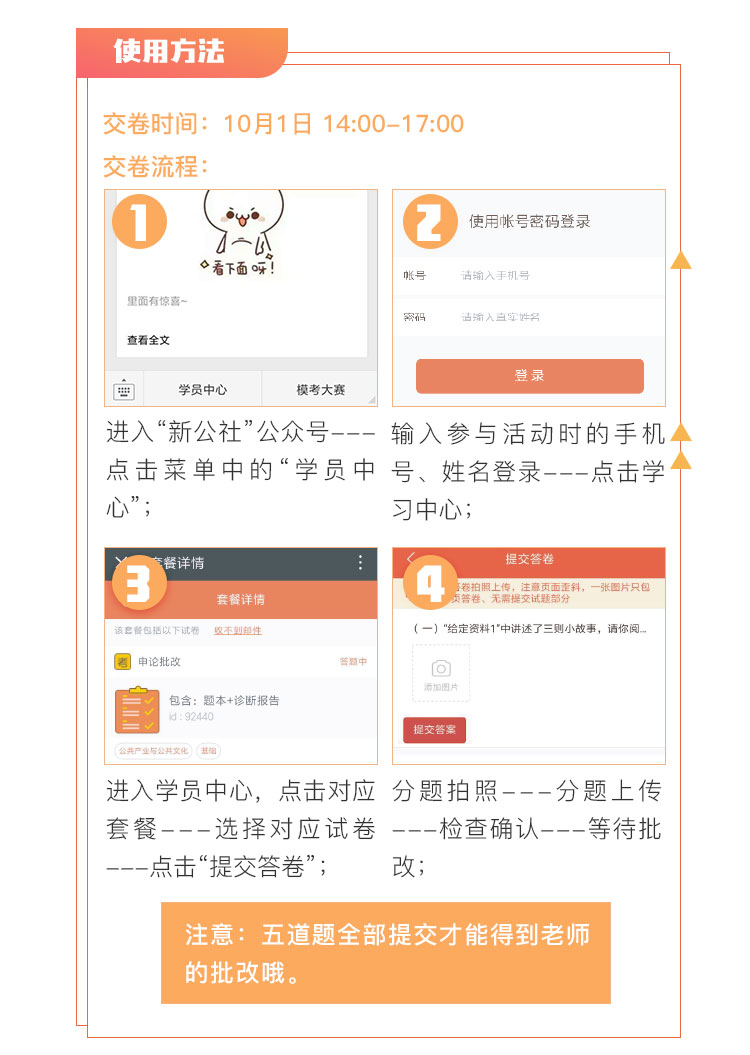 使用方法
交卷时间：10月1日 14:00-17:00
交卷流程：
1
看下面呀！
里面有惊喜~
查看全文
学员中心
模考大赛
进入“新公社”公众号---
点击菜单中的“学员中
心”；
2
使用帐号密码登录
帐号
请输入手机号
密码
请输入真实姓名
登录
输入参与活动时的手机
号、姓名登录---点击学
习中心；
3
套餐详情
套餐详情
该套餐包括以下试卷
收不到邮件
申论批改
答题中
包含：题本+诊断报告
id : 92440
公共产业与公共文化
基础
进入学员中心，点击对应
套餐---选择对应试卷
---点击“提交答卷”；
4
提交答卷
答卷拍照上传，注意页面歪斜，一张图片只包
页答卷、无需提交试题部分
（一）“给定资料1”中讲述了三则小故事，请你阅...
添加图片
提交答案
分题拍照---分题上传
---检查确认---等待批
改；
注意：五道题全部提交才能得到老师
的批改哦。